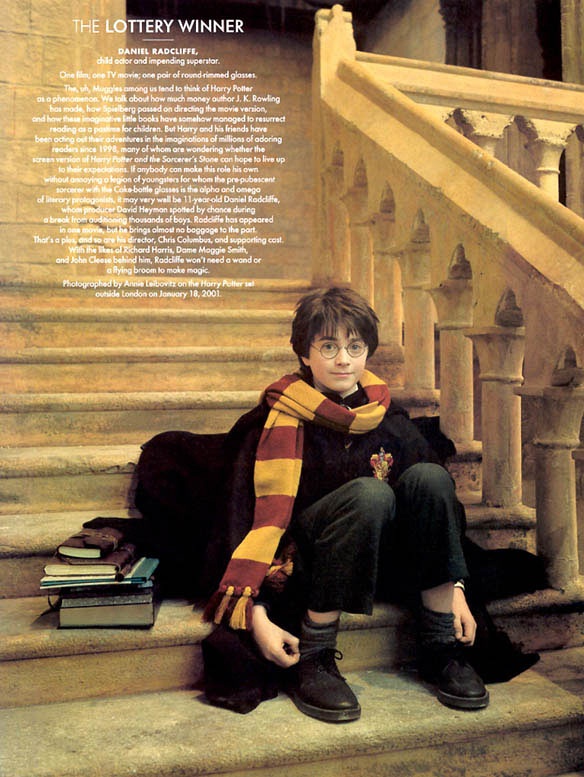 THE LOTTERY WINNER
DANIEL RADCLIFFE,
child actor and impending superstar.
One film; one TV movie; one pair of round-rimmed glasses.
The, uh, Muggles among us tend to think of Harry Potter
as a phenomenon. We talk about how much money author J. K. Rowling
has made, how Spielberg passed on directing the movie version,
and how these imaginative little books have somehow managed to resurrect
reading as a pastime for children. But Harry and his friends have
been acting out their adventures in the imaginations of millions of adoring
readers since 1998, many of whom are wondering whether the
screen version of Harry Potter and the Sorcerer's Stone can hope to live up
to their expectations. If anybody can make this role his own
without annoying a legion of youngsters for whom the pre-pubescent
sorcerer with the Coke-bottle glasses is the alpha and omega
of literary protagonists, it may very well be 11-year-old Daniel Radcliffe,
whom producer David Heyman spotted by chance during
a break from auditioning thousands of boys. Radcliffe has appeared
in one movie, but he brings almost no baggage to the part.
That's a plus, and so are his director, Chris Columbus, and supporting cast.
With the likes of Richard Harris, Dame Maggie Smith,
and John Cleese behind him, Radcliffe won't need a wand or
a flying broom to make magic.
Photographed by Annie Leibovitz on the Harry Potter set
outside London on January 18, 2001.